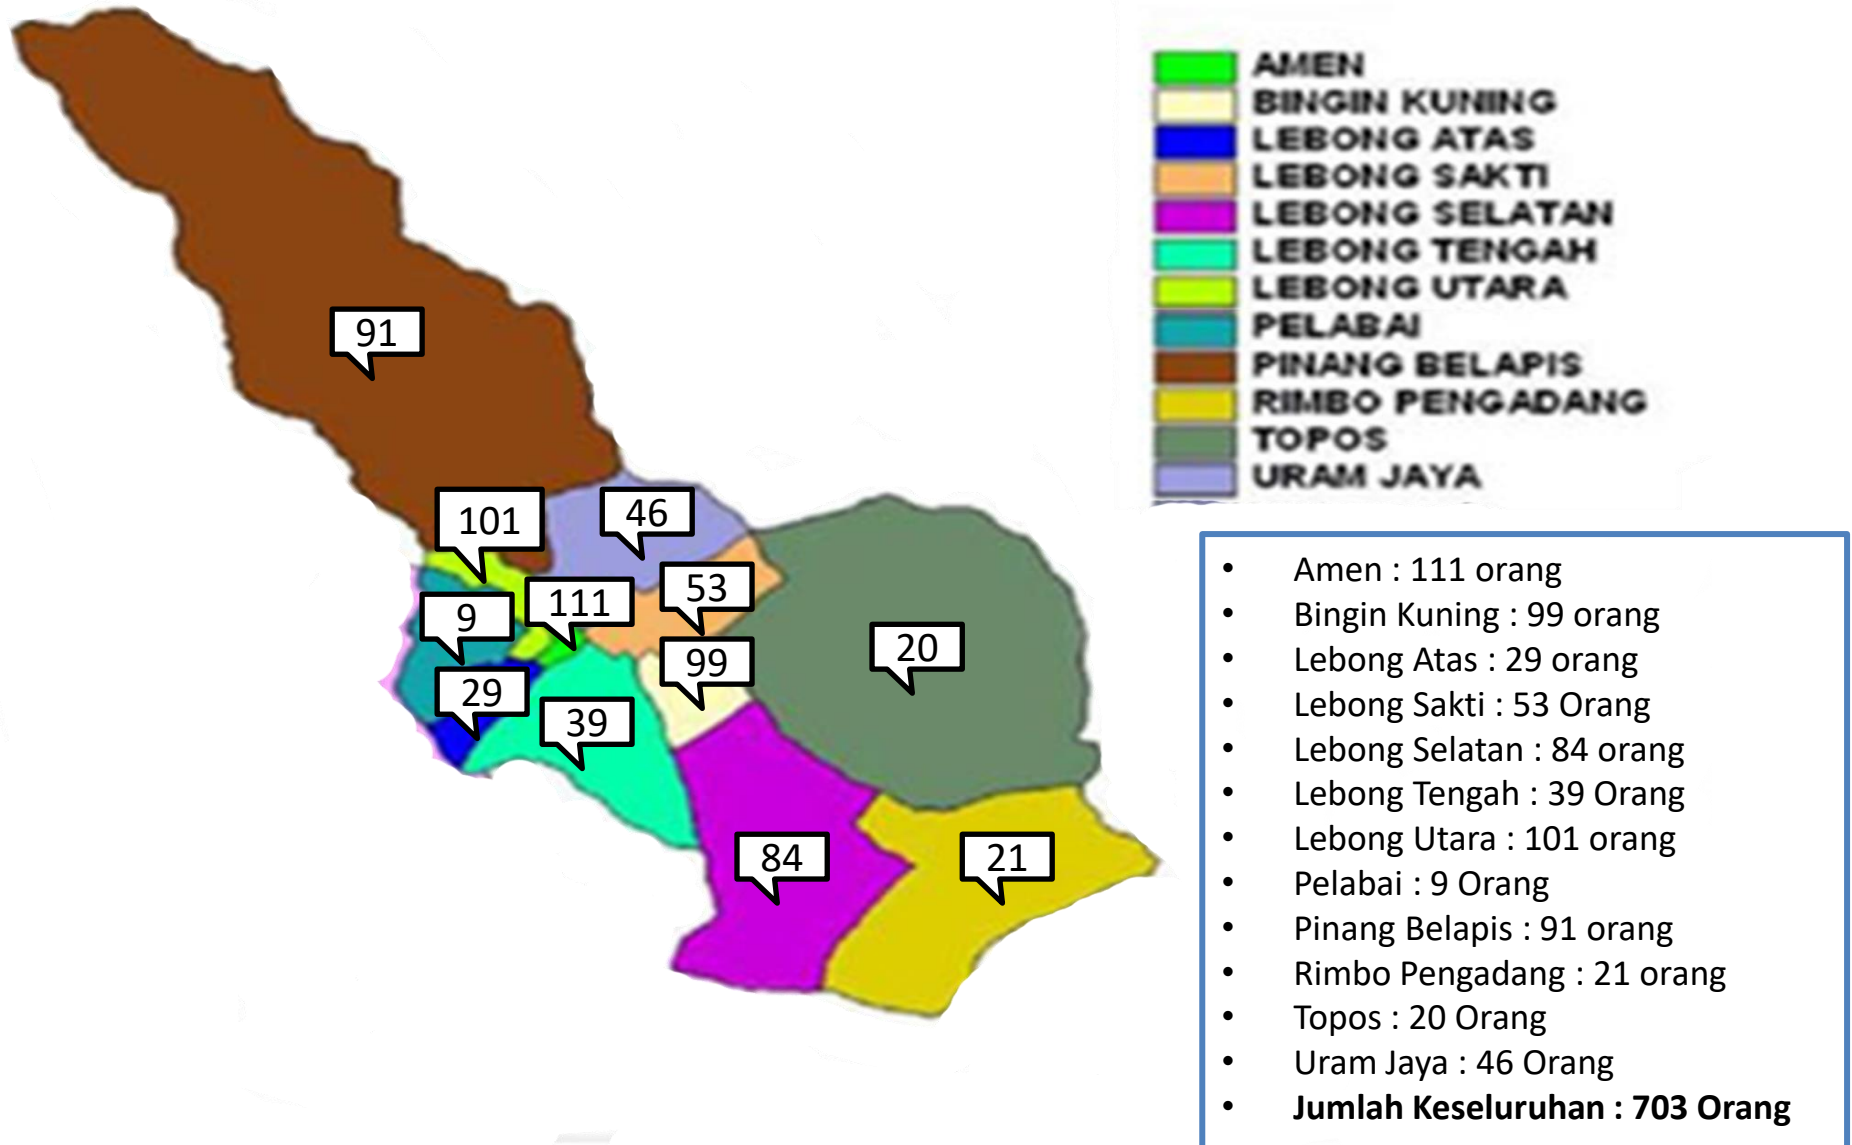 AMEN
BINGIN KUNING
LEBONG ATAS
LEBONG SAKTI
LEBONG SELATAN
LEBONG TENGAH
LEBONG UTARA
PELABAI
PINANG BELAPIS
RIMBO PENGADANG
TOPOS
URAM JAYA
91
101
46
53
111
9
99
20
29
39
84
21
• Amen : 111 orang
• Bingin Kuning : 99 orang
• Lebong Atas : 29 orang
• Lebong Sakti : 53 Orang
• Lebong Selatan : 84 orang
• Lebong Tengah : 39 Orang
• Lebong Utara : 101 orang
• Pelabai : 9 Orang
• Pinang Belapis : 91 orang
• Rimbo Pengadang : 21 orang
• Topos : 20 Orang
• Uram Jaya : 46 Orang
• Jumlah Keseluruhan : 703 Orang